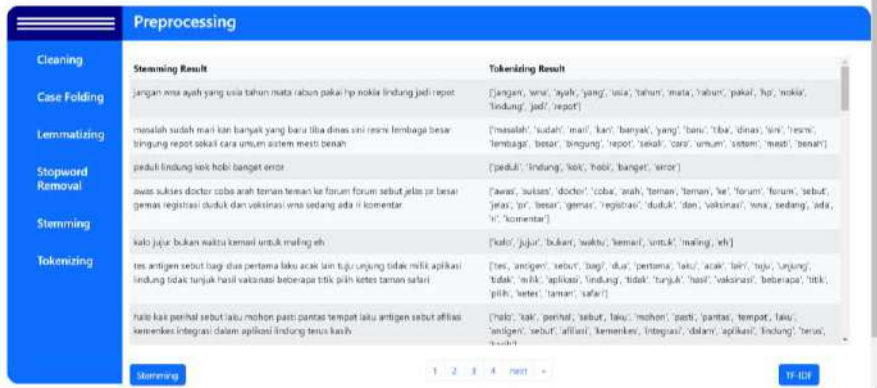 Preprocessing
Cleaning
Case Folding
Lemmatizing
Stopword
Removal
Stemming
Tokenizing
Stemming Result
Tokenizing Result
jangan wna ayah yang usia tahun mata rabun pakai hp nokia lindung jadi repot
['jangan', 'wna', 'ayah', 'yang', 'usia', 'tahun', 'mata', 'rabun', 'pakai', 'hp', 'nokia',
'lindung', 'jadi', 'repot']
masalah sudah mari kan banyak yang baru tiba dinas sini resmi lembaga besar
bingung repot sekali cara umum sistem mesti benah
['masalah', 'sudah', 'mari', 'kan', 'banyak', 'yang', 'baru', 'tiba', 'dinas', 'sini', 'resmi',
'lembaga', 'besar', 'bingung', 'repot', 'sekali', 'cara', 'umum', 'sistem', 'mesti', 'benah']
peduli lindung kok hobi banget error
['peduli', 'lindung', 'kok', 'hobi', 'banget', 'error']
awas sukses doctor coba arah teman teman ke forum forum sebut jelas pr besar
gemas registrasi duduk dan vaksinasi wna sedang ada ri komentar
['awas', 'sukses', 'doctor', 'coba', 'arah', 'teman', 'teman', 'ke', 'forum', 'forum', 'sebut',
'jelas', 'pr', 'besar', 'gemas', 'registrasi', 'duduk', 'dan', 'vaksinasi', 'wna', 'sedang', 'ada',
'ri', 'komentar']
kalo jujur bukan waktu kemari untuk maling eh
['kalo', 'jujur', 'bukan', 'waktu', 'kemari', 'untuk', 'maling', 'eh']
tes antigen sebut bagi dua pertama laku acak lain tuju unjung tidak milik aplikasi
lindung tidak tunjuk hasil vaksinasi beberapa titik pilih ketes taman safari
['tes', 'antigen', 'sebut', 'bagi', 'dua', 'pertama', 'laku', 'acak', 'lain', 'tuju', 'unjung',
'tidak', 'milik', 'aplikasi', 'lindung', 'tidak', 'tunjuk', 'hasil', 'vaksinasi', 'beberapa', 'titik',
'pilih', 'ketes', 'taman', 'safari']
halo kak perihal sebut laku mohon pasti pantas tempat laku antigen sebut afiliasi
kemenkes integrasi dalam aplikasi lindung terus kasih
['halo', 'kak', 'perihal', 'sebut', 'laku', 'mohon', 'pasti', 'pantas', 'tempat', 'laku',
'antigen', 'sebut', 'afiliasi', 'kemenkes', 'integrasi', 'dalam', 'aplikasi', 'lindung', 'terus',
'kasih']
Stemming
1 2 3 4 next »
TF-IDF